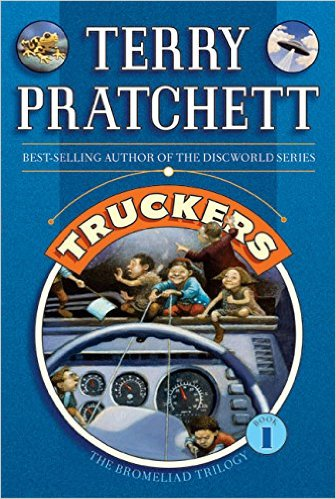 TERRY
PRATCHETT
BEST-SELLING AUTHOR OF THE DISCWORLD SERIES
TRUCKERS
BOOK
1
THE BROMELIAD TRILOGY